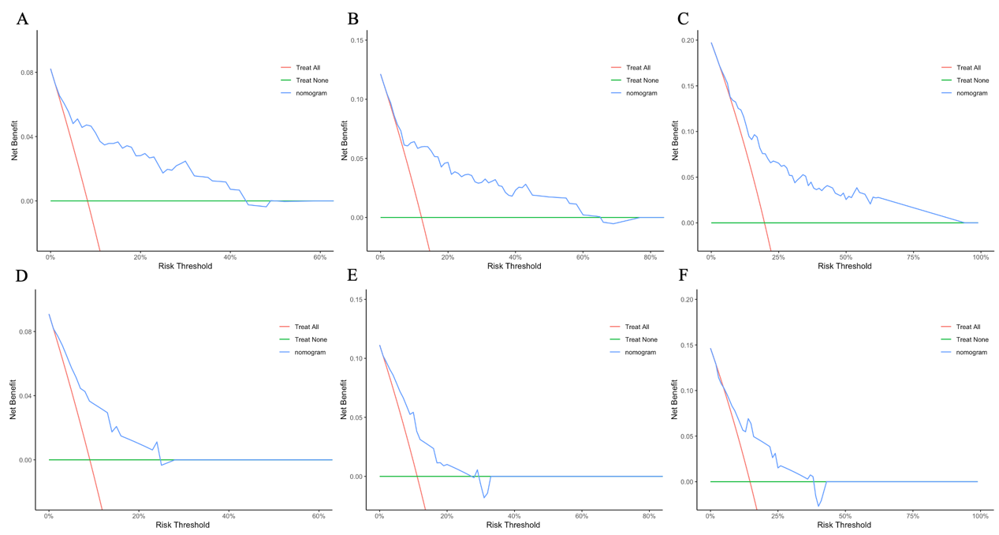 A
Net Benefit
0.08
0.04
0.00
Treat All
Treat None
nomogram
0%
20%
40%
60%
Risk Threshold
B
Net Benefit
0.15
0.10
0.05
0.00
Treat All
Treat None
nomogram
0%
20%
40%
60%
80%
Risk Threshold
C
Net Benefit
0.20
0.15
0.10
0.05
0.00
Treat All
Treat None
nomogram
0%
25%
50%
75%
100%
Risk Threshold
D
Net Benefit
0.08
0.04
0.00
Treat All
Treat None
nomogram
0%
20%
40%
60%
Risk Threshold
E
Net Benefit
0.15
0.10
0.05
0.00
Treat All
Treat None
nomogram
0%
20%
40%
60%
80%
Risk Threshold
F
Net Benefit
0.20
0.15
0.10
0.05
0.00
Treat All
Treat None
nomogram
0%
25%
50%
75%
100%
Risk Threshold